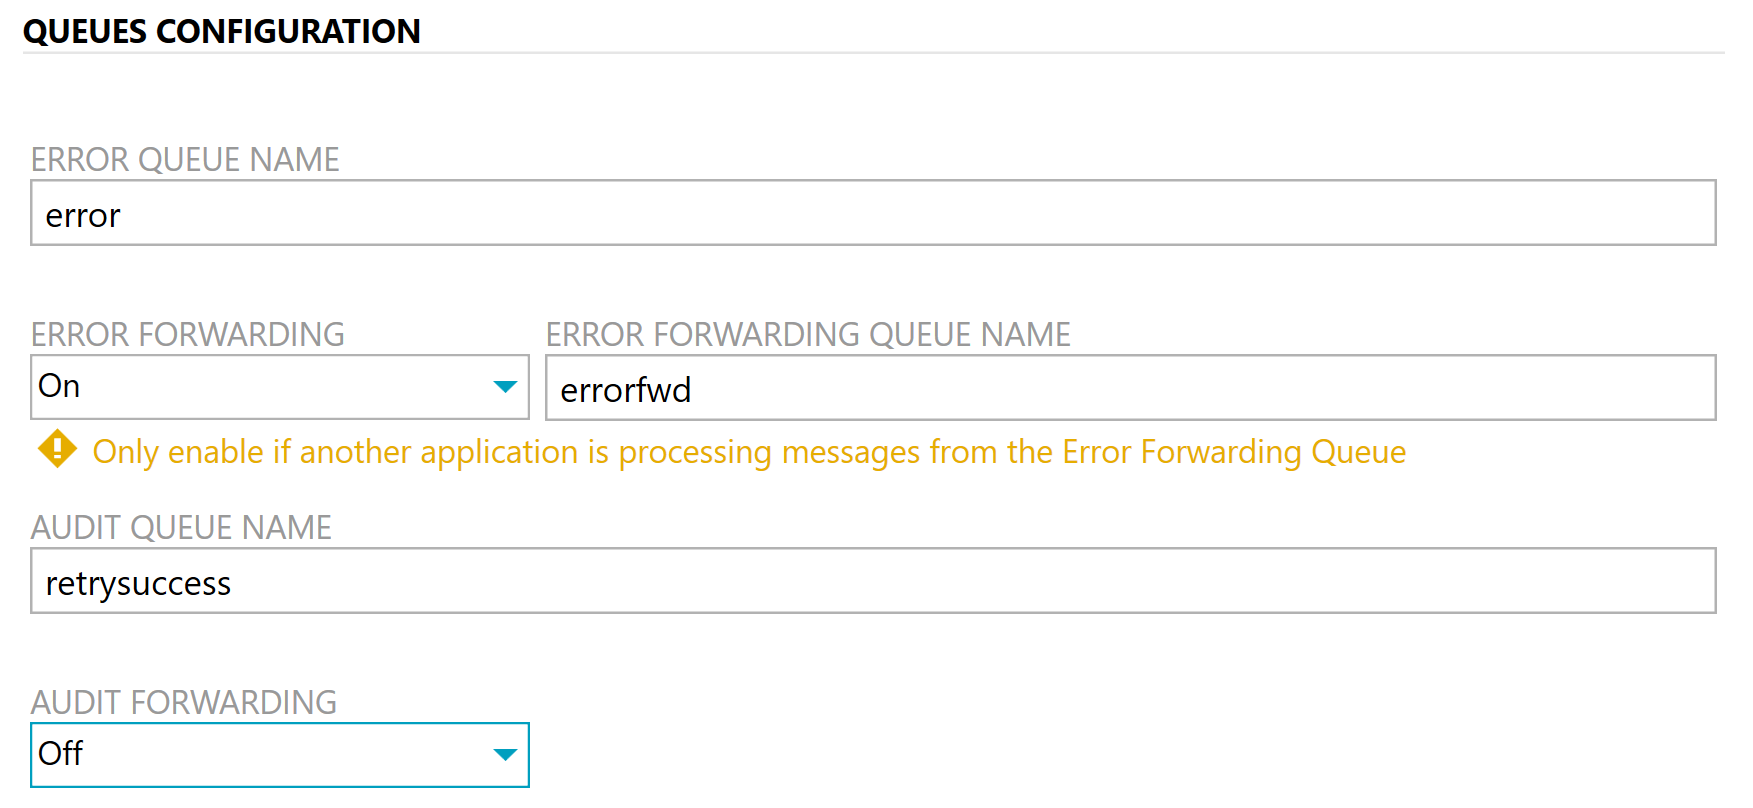 QUEUES CONFIGURATION
ERROR QUEUE NAME
error
ERROR FORWARDING
ERROR FORWARDING QUEUE NAME
On
errorfwd
Only enable if another application is processing messages from the Error Forwarding Queue
AUDIT QUEUE NAME
retrysuccess
AUDIT FORWARDING
Off